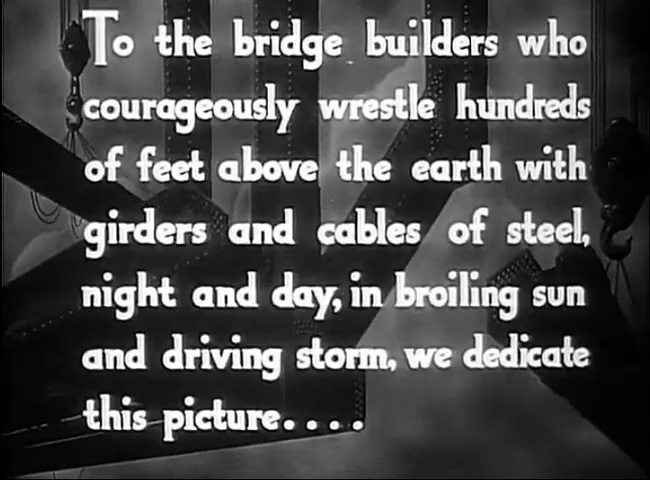 To the bridge builders who
courageously wrestle hundreds
of feet above the earth with
girders and cables of steel,
night and day, in broiling sun
and driving storm, we dedicate
this picture....